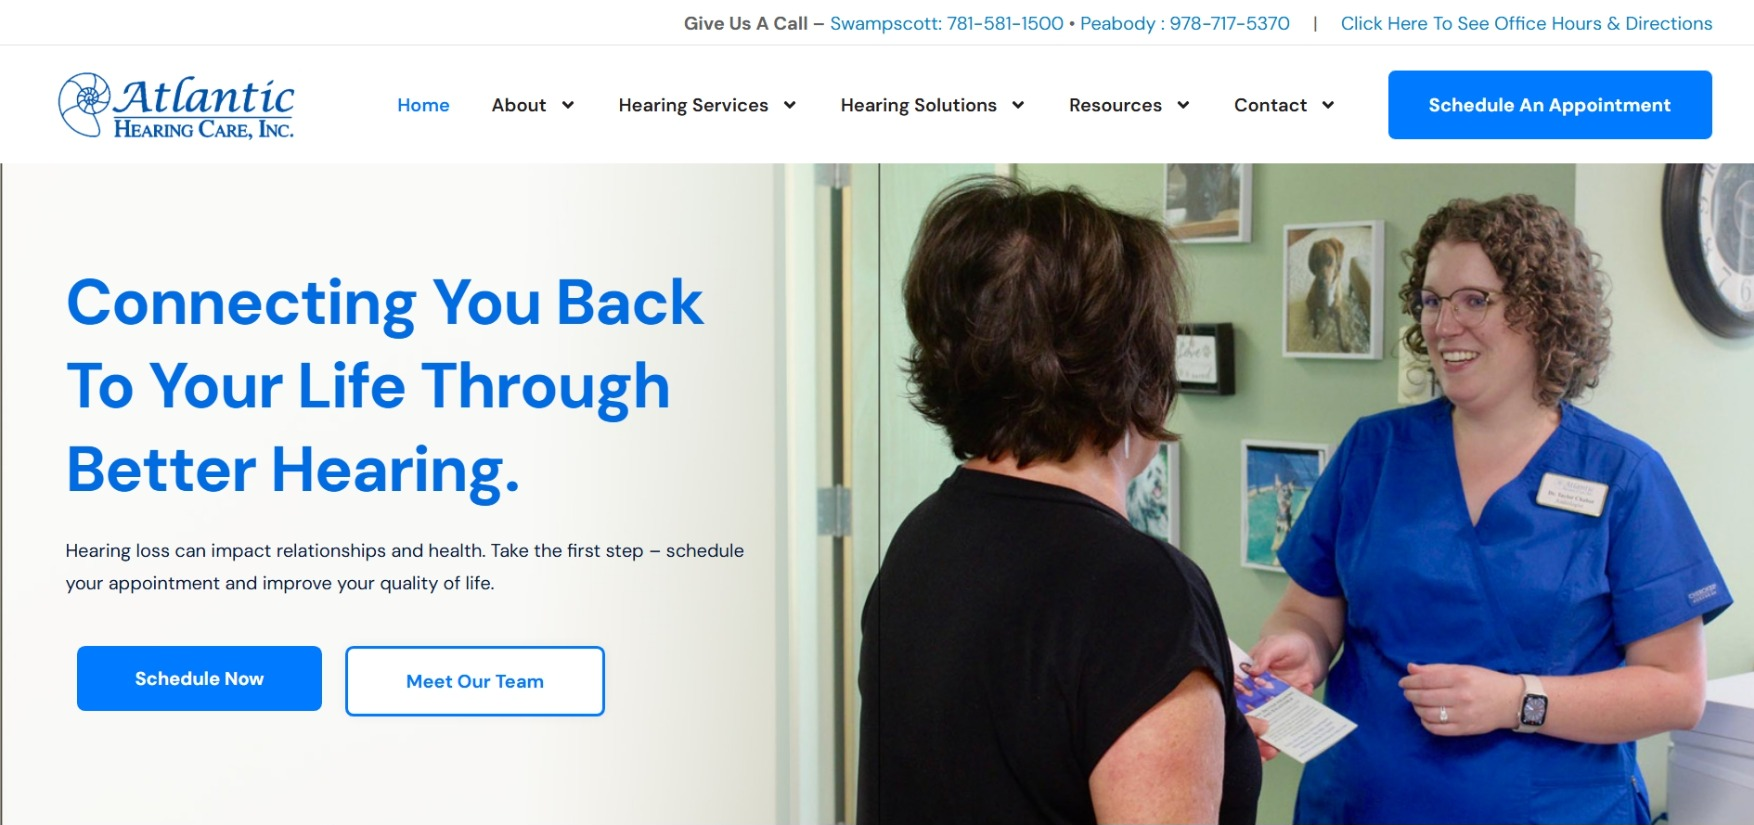 Give Us A Call – Swampscott: 781-581-1500 • Peabody : 978-717-5370 | Click Here To See Office Hours & Directions
Atlantic
HEARING CARE, INC.
Home About Hearing Services Hearing Solutions Resources Contact Schedule An Appointment
Connecting You Back
To Your Life Through
Better Hearing.
Hearing loss can impact relationships and health. Take the first step – schedule
your appointment and improve your quality of life.
Schedule Now Meet Our Team